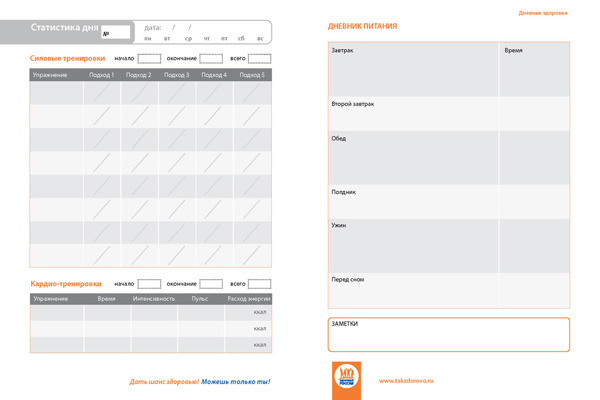 Статистика дня № дата: / /
пн вт ср чт пт сб вс
Силовые тренировки начало окончание всего
Упражнение Подход 1 Подход 2 Подход 3 Подход 4 Подход 5
Кардио-тренировки начало окончание всего
Упражнение Время Интенсивность Пульс Расход энергии
ккал
ккал
ккал
Дать шанс здоровью! Можешь только ты!
Дневник здоровья
ДНЕВНИК ПИТАНИЯ
Завтрак Время
Второй завтрак
Обед
Полдник
Ужин
Перед сном
ЗАМЕТКИ
РОССИЯ
www.takzdorovo.ru